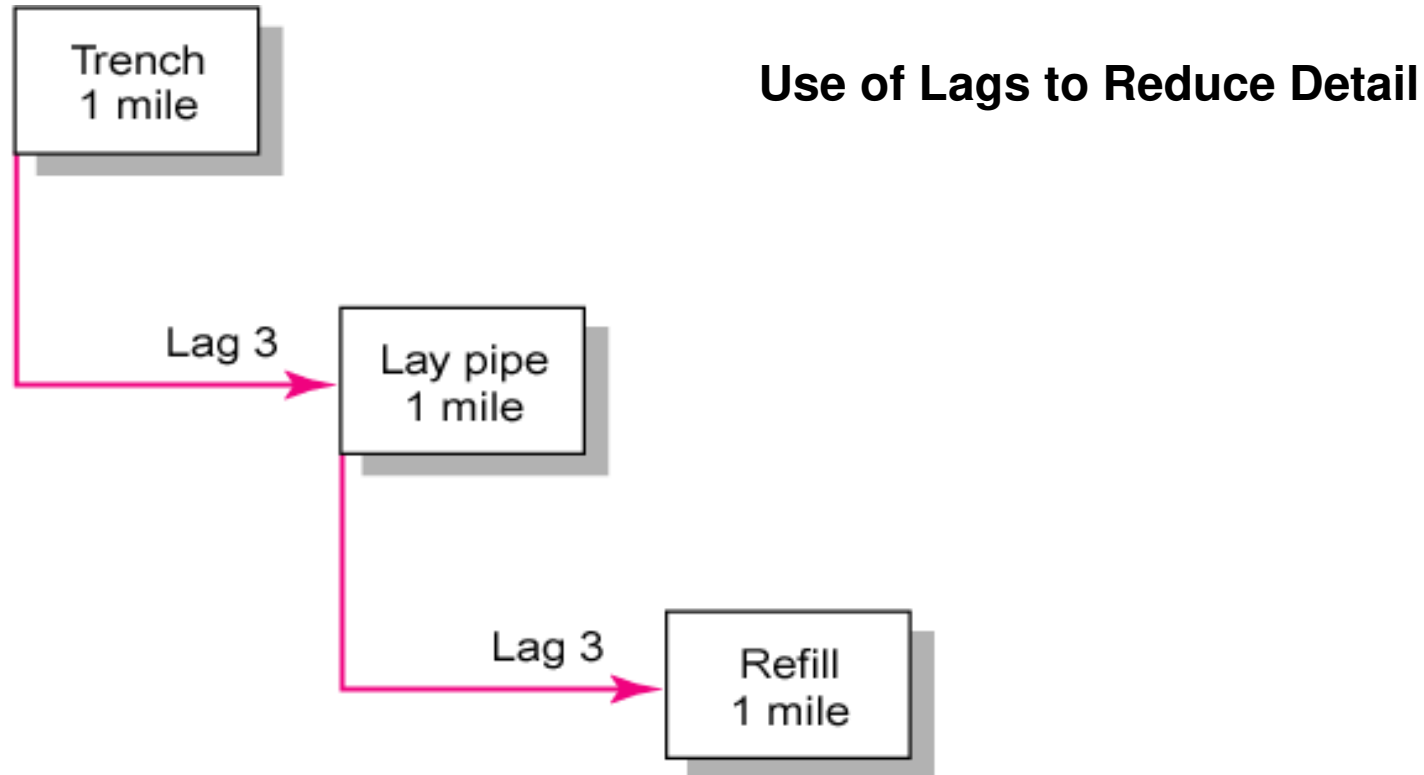 Trench
1 mile
Use of Lags to Reduce Detail
Lag 3
Lay pipe
1 mile
Lag 3
Refill
1 mile